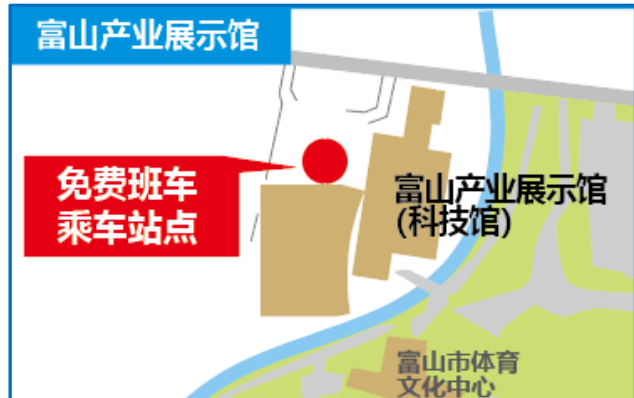 富山产业展示馆
免费班车
乘车站点
富山产业展示馆
(科技馆)
富山市体育
文化中心